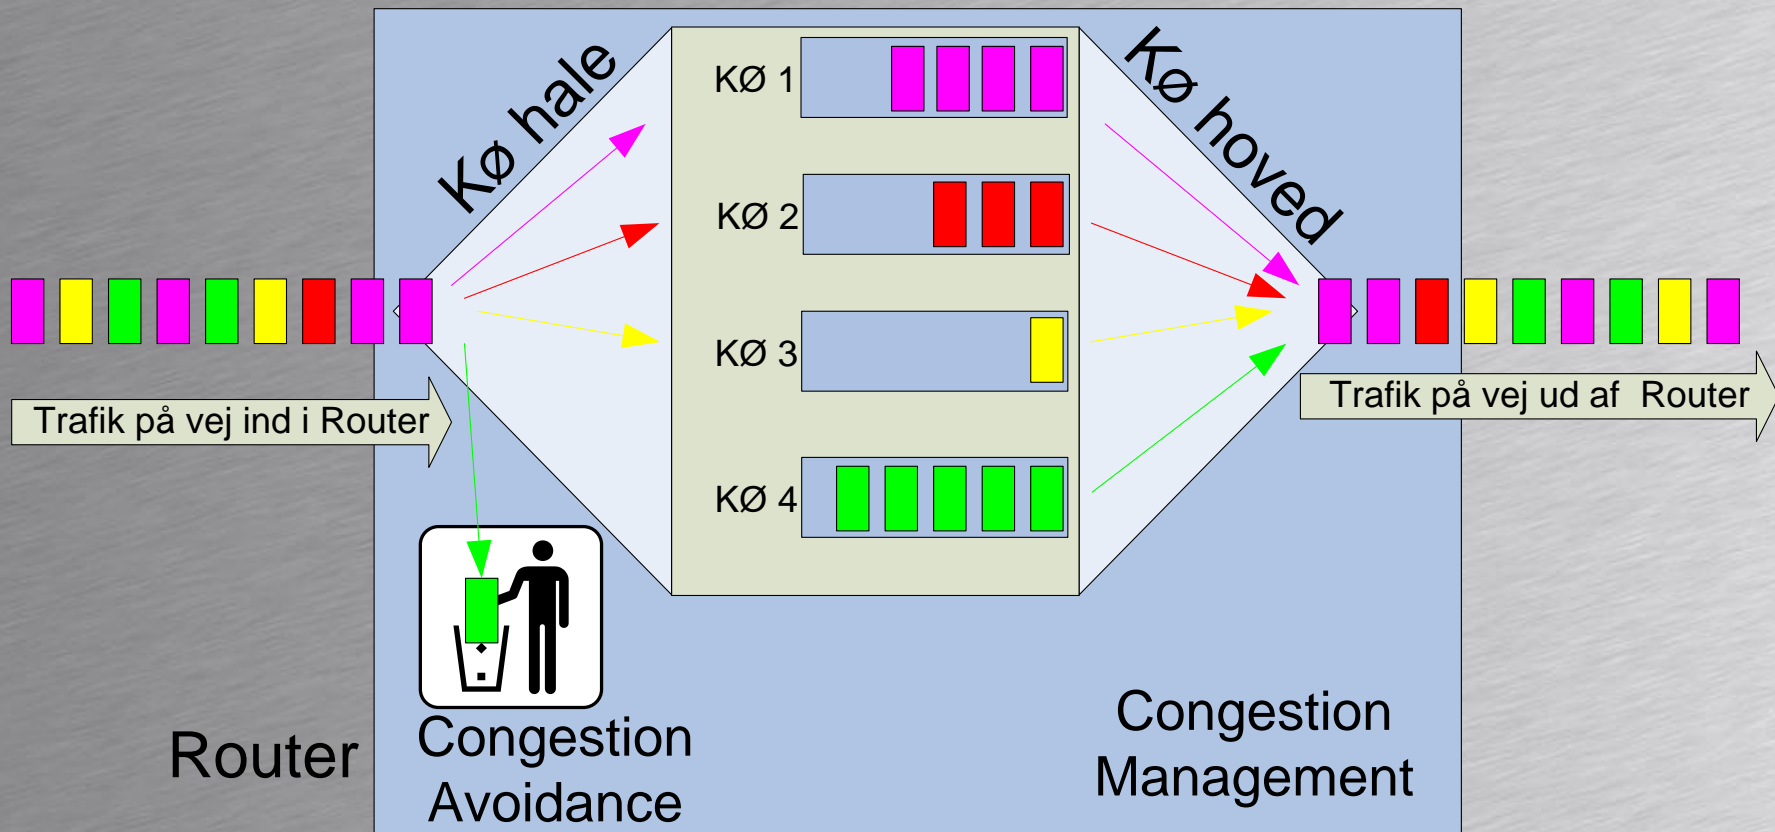 Kø hale
Kø hoved
KØ 1
KØ 2
KØ 3
KØ 4
Trafik på vej ind i Router
Trafik på vej ud af  Router
Router
Congestion
Avoidance
Congestion
Management